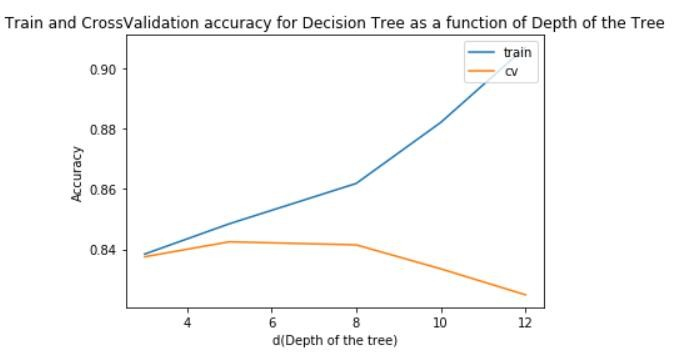 Train and CrossValidation accuracy for Decision Tree as a function of Depth of the Tree
train
cv
0.90
0.88
0.86
0.84
Accuracy
4 6 8 10 12
d(Depth of the tree)